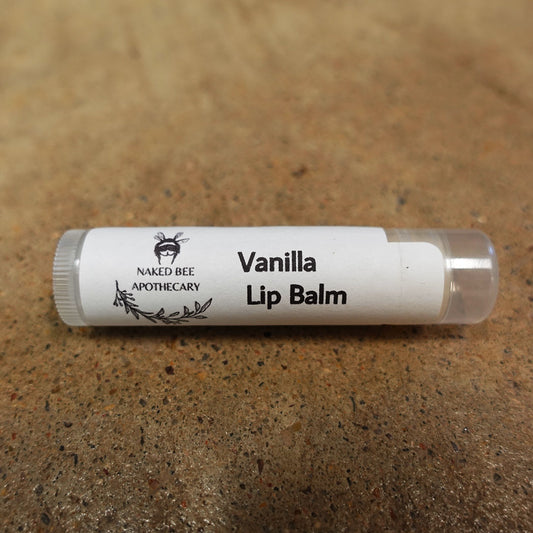 NAKED BEE
APOTHECARY
Vanilla
Lip Balm